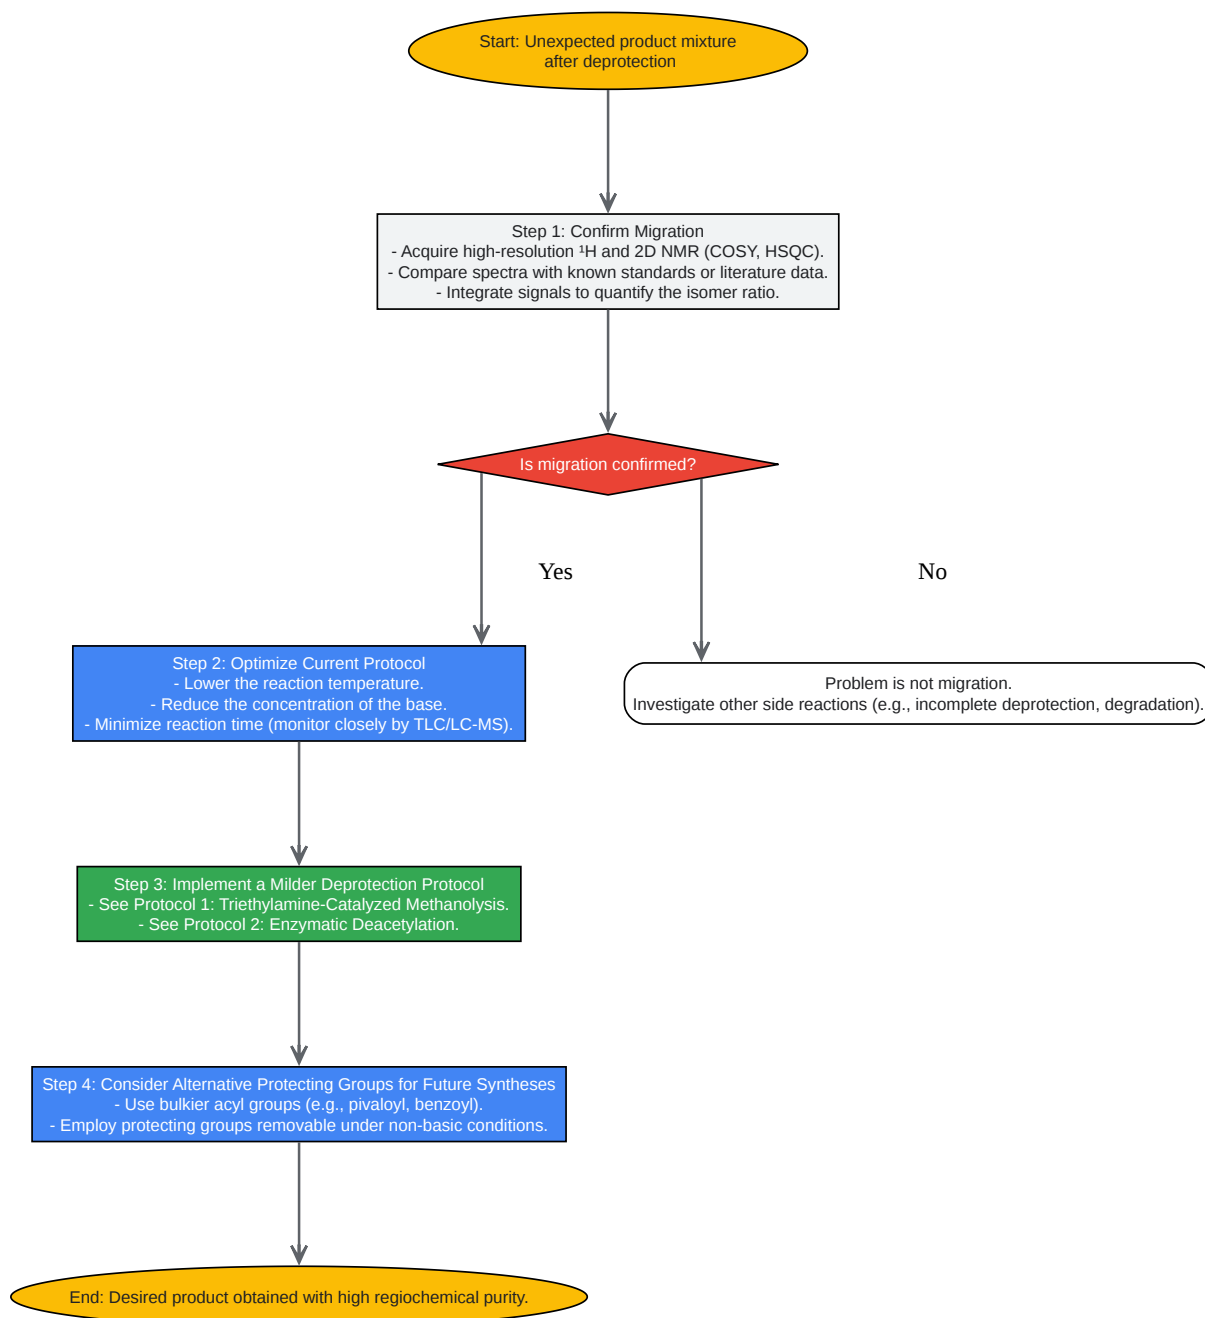 Start: Unexpected product mixture
after deprotection
Step 1: Confirm Migration
- Acquire high-resolution ¹H and 2D NMR (COSY, HSQC).
- Compare spectra with known standards or literature data.
- Integrate signals to quantify the isomer ratio.
Is migration confirmed?
Yes
No
Step 2: Optimize Current Protocol
- Lower the reaction temperature.
- Reduce the concentration of the base.
- Minimize reaction time (monitor closely by TLC/LC-MS).
Problem is not migration.
Investigate other side reactions (e.g., incomplete deprotection, degradation).
Step 3: Implement a Milder Deprotection Protocol
- See Protocol 1: Triethylamine-Catalyzed Methanolysis.
- See Protocol 2: Enzymatic Deacetylation.
Step 4: Consider Alternative Protecting Groups for Future Syntheses
- Use bulkier acyl groups (e.g., pivaloyl, benzoyl).
- Employ protecting groups removable under non-basic conditions.
End: Desired product obtained with high regiochemical purity.